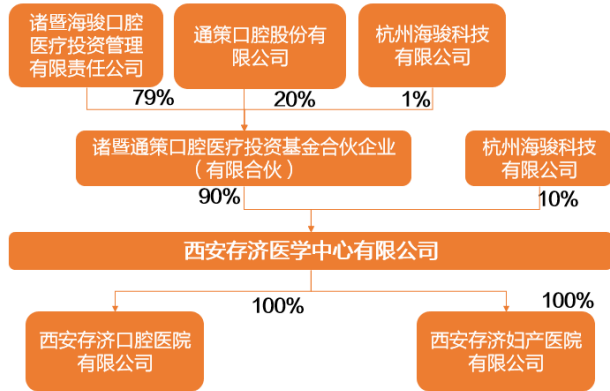 诸暨海骏口腔
医疗投资管理
有限责任公司
通策口腔股份有
限公司
杭州海骏科技
有限公司
79%
20%
1%
诸暨通策口腔医疗投资基金合伙企业
（有限合伙）
杭州海骏科技
有限公司
90%
10%
西安存济医学中心有限公司
100%
100%
西安存济口腔医院
有限公司
西安存济妇产医院
有限公司